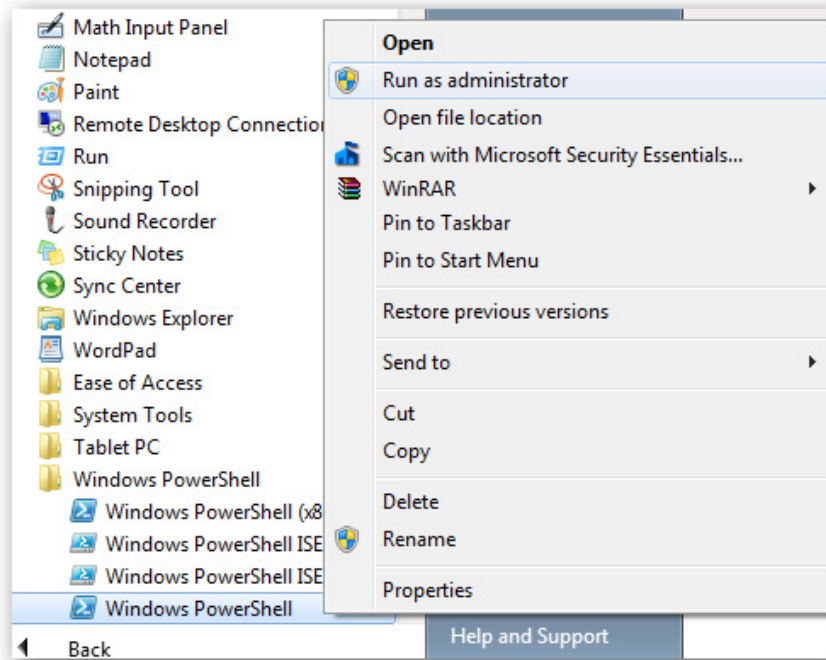 Math Input Panel
Notepad
Paint
Remote Desktop Connection
Run
Snipping Tool
Sound Recorder
Sticky Notes
Sync Center
Windows Explorer
WordPad
Ease of Access
System Tools
Tablet PC
Windows PowerShell
Windows PowerShell (x8
Windows PowerShell ISE
Windows PowerShell ISE
Windows PowerShell
Back
Open
Run as administrator
Open file location
Scan with Microsoft Security Essentials...
WinRAR
Pin to Taskbar
Pin to Start Menu
Restore previous versions
Send to
Cut
Copy
Delete
Rename
Properties
Help and Support